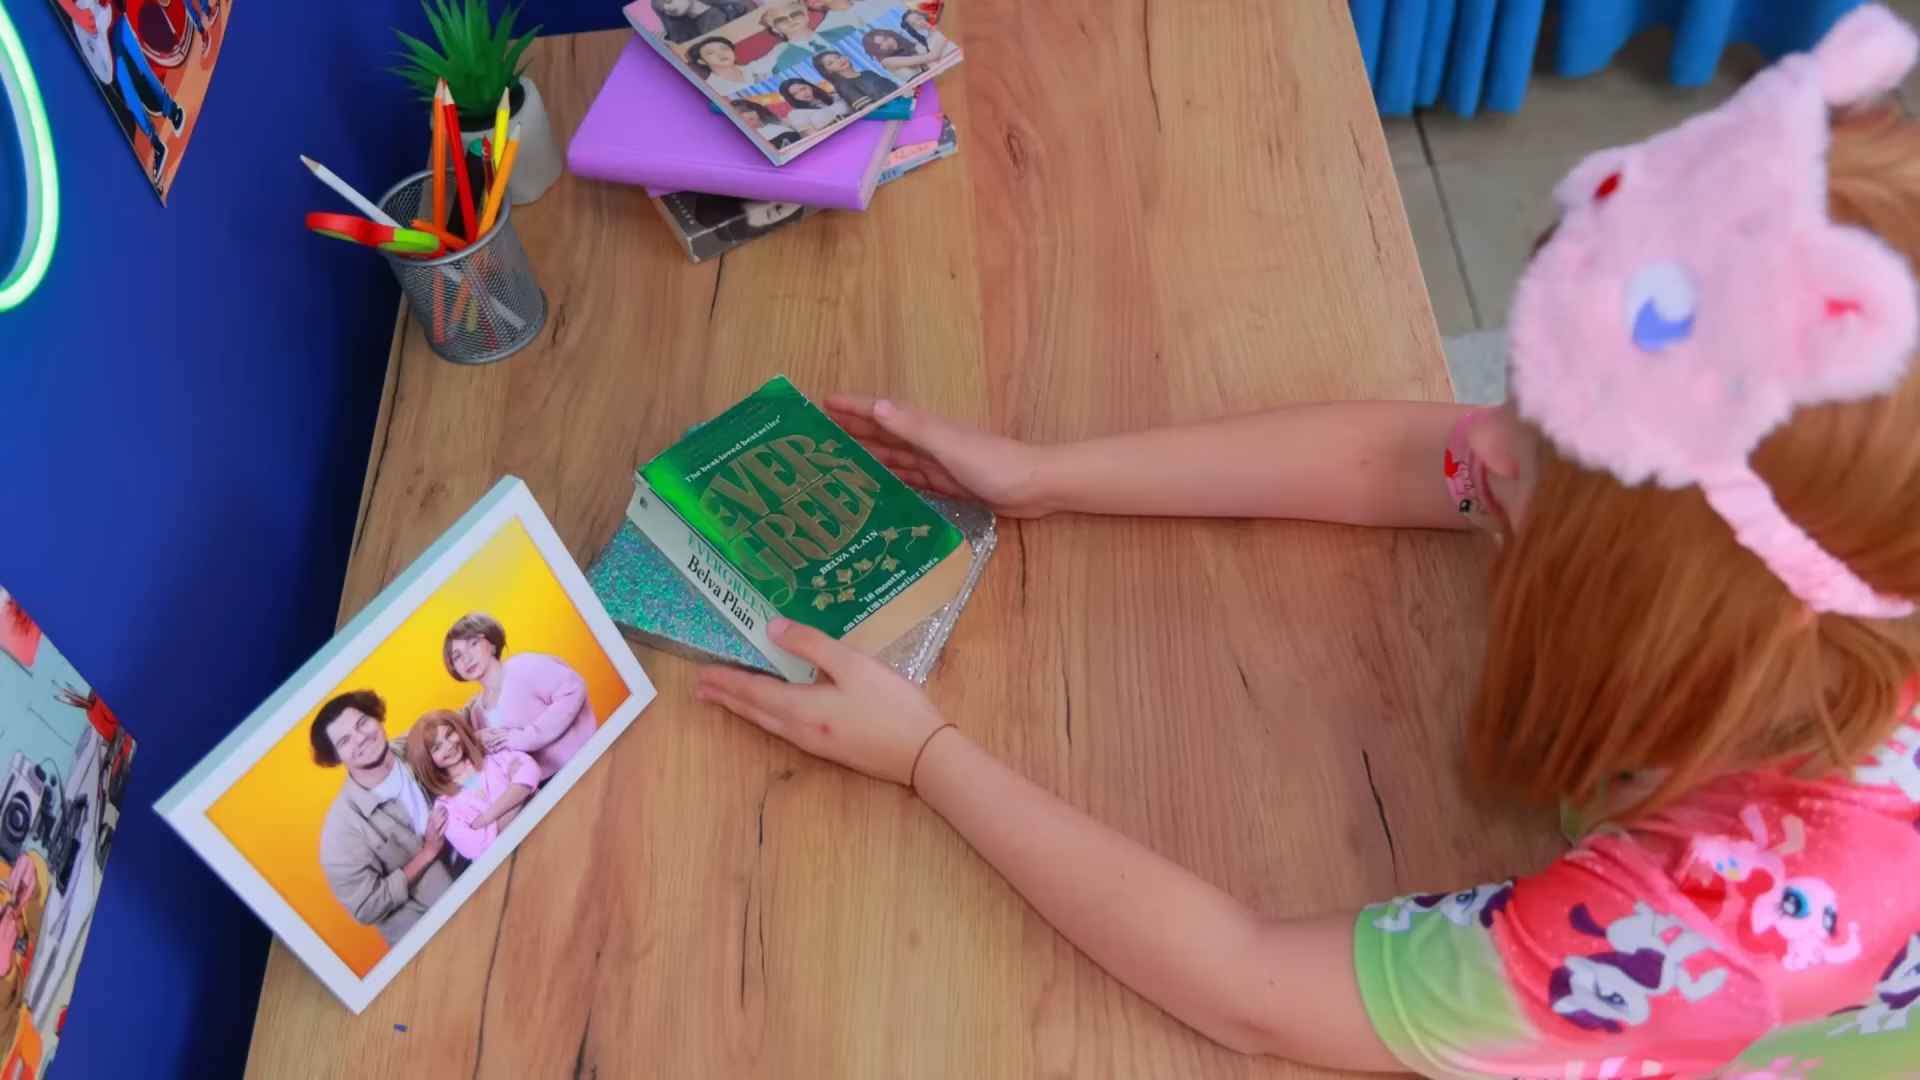 The best-loved bestseller*
EVER-
GREEN
BELVA PLAIN
*18 months
on the US bestseller lists
EVERGREEN
Belva Plain